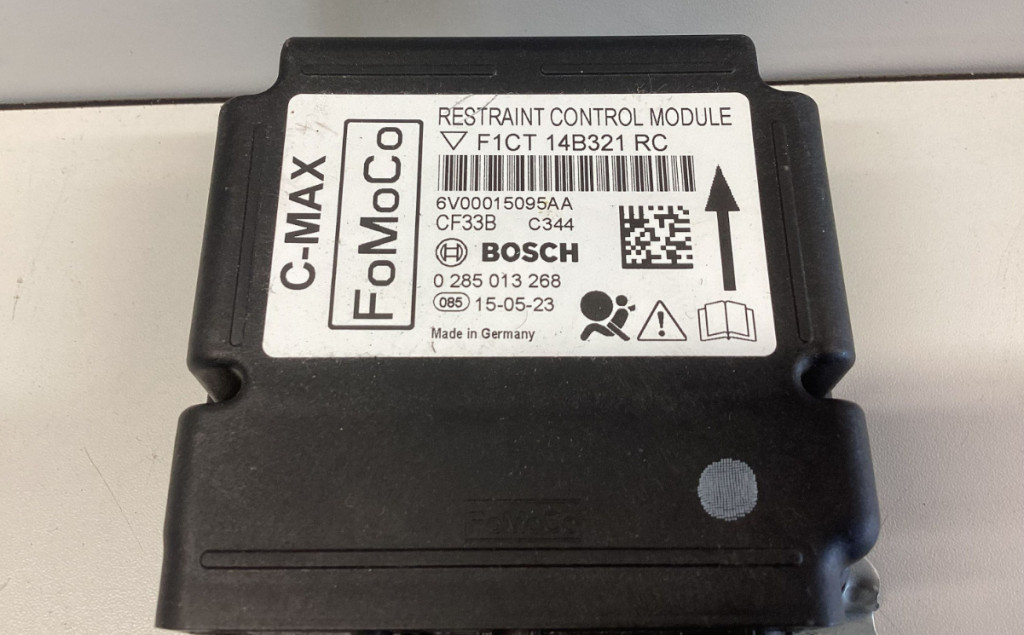 C-MAX
FoMoCo
RESTRAINT CONTROL MODULE
F1CT 14B321 RC
6V00015095AA
CF33B C344
BOSCH
0 285 013 268
085 15-05-23
Made in Germany
FoMoCo